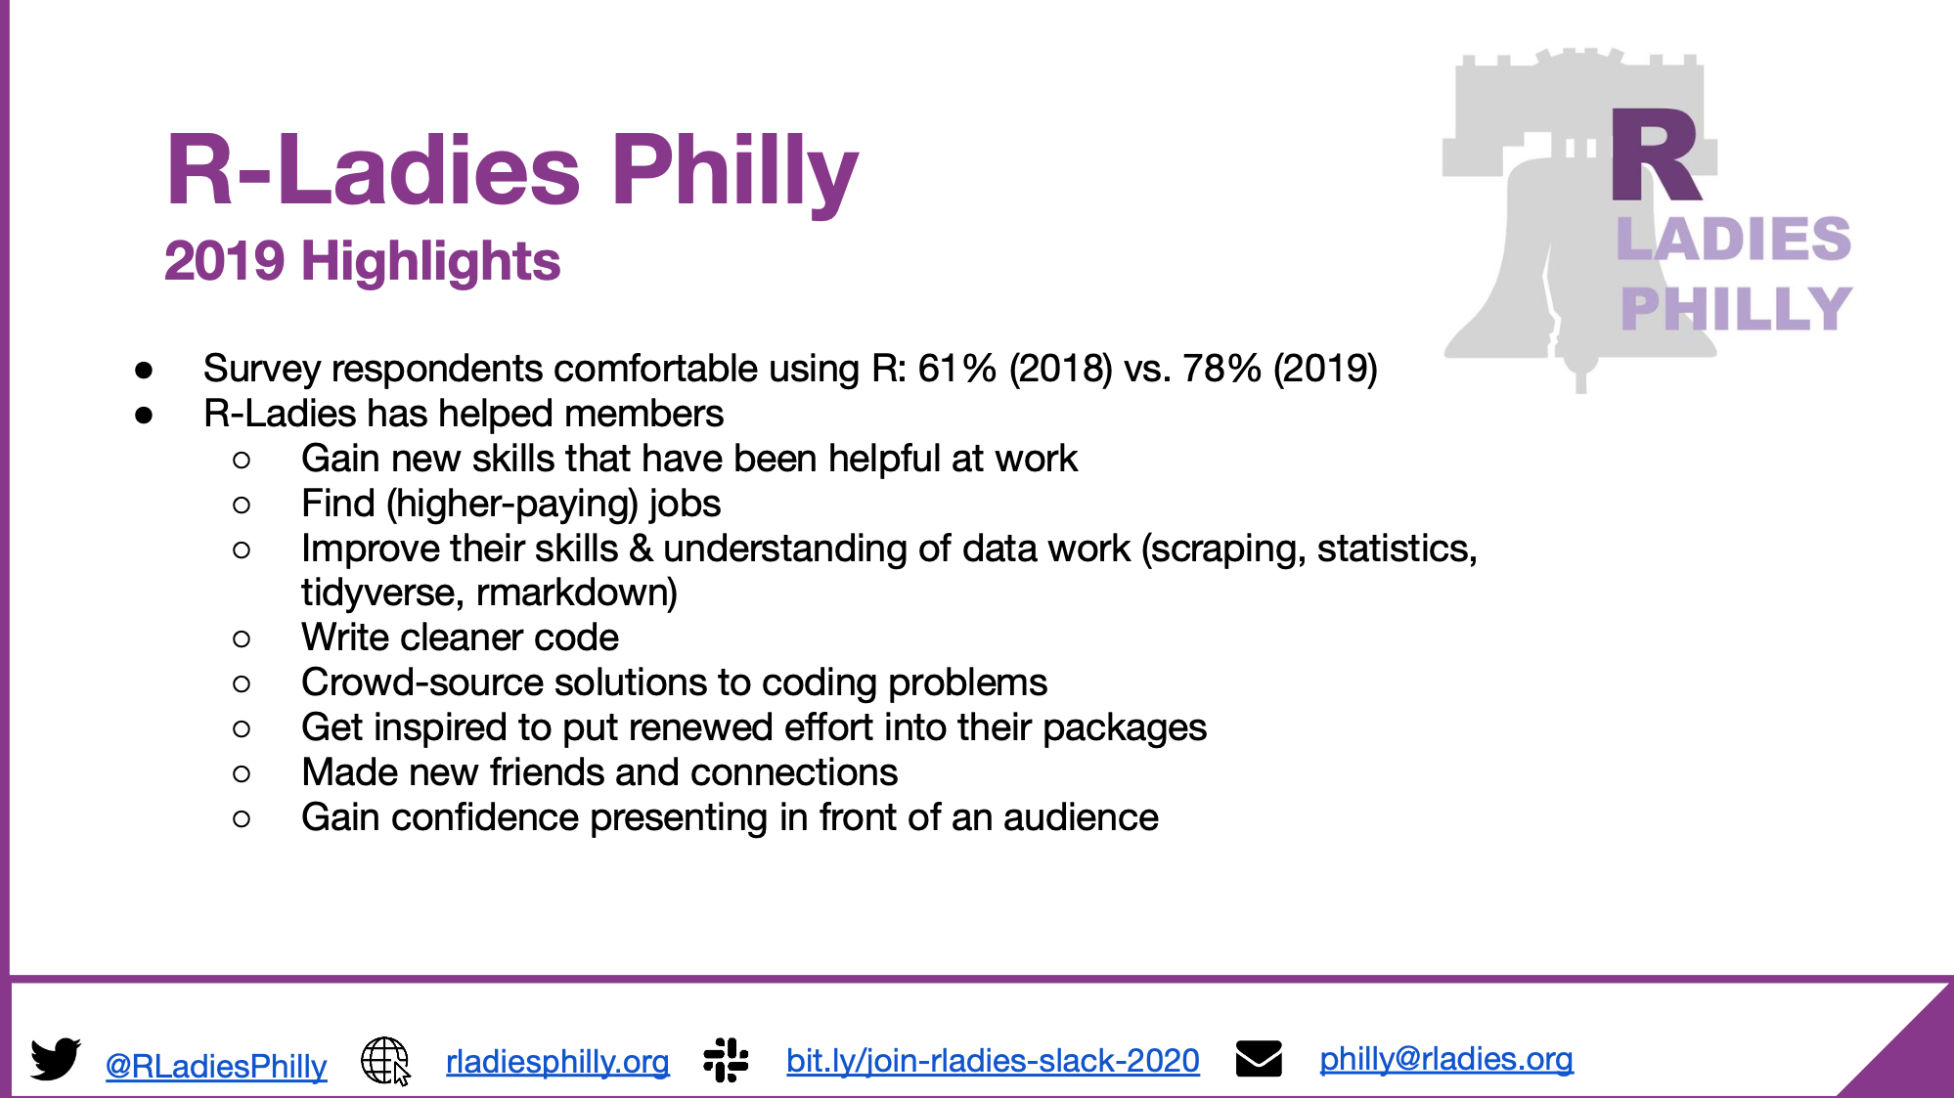 R-Ladies Philly
2019 Highlights
R
LADIES
PHILLY
● Survey respondents comfortable using R: 61% (2018) vs. 78% (2019)
● R-Ladies has helped members
○ Gain new skills that have been helpful at work
○ Find (higher-paying) jobs
○ Improve their skills & understanding of data work (scraping, statistics,
tidyverse, rmarkdown)
○ Write cleaner code
○ Crowd-source solutions to coding problems
○ Get inspired to put renewed effort into their packages
○ Made new friends and connections
○ Gain confidence presenting in front of an audience
@RLadiesPhilly rladiesphilly.org bit.ly/join-rladies-slack-2020 philly@rladies.org